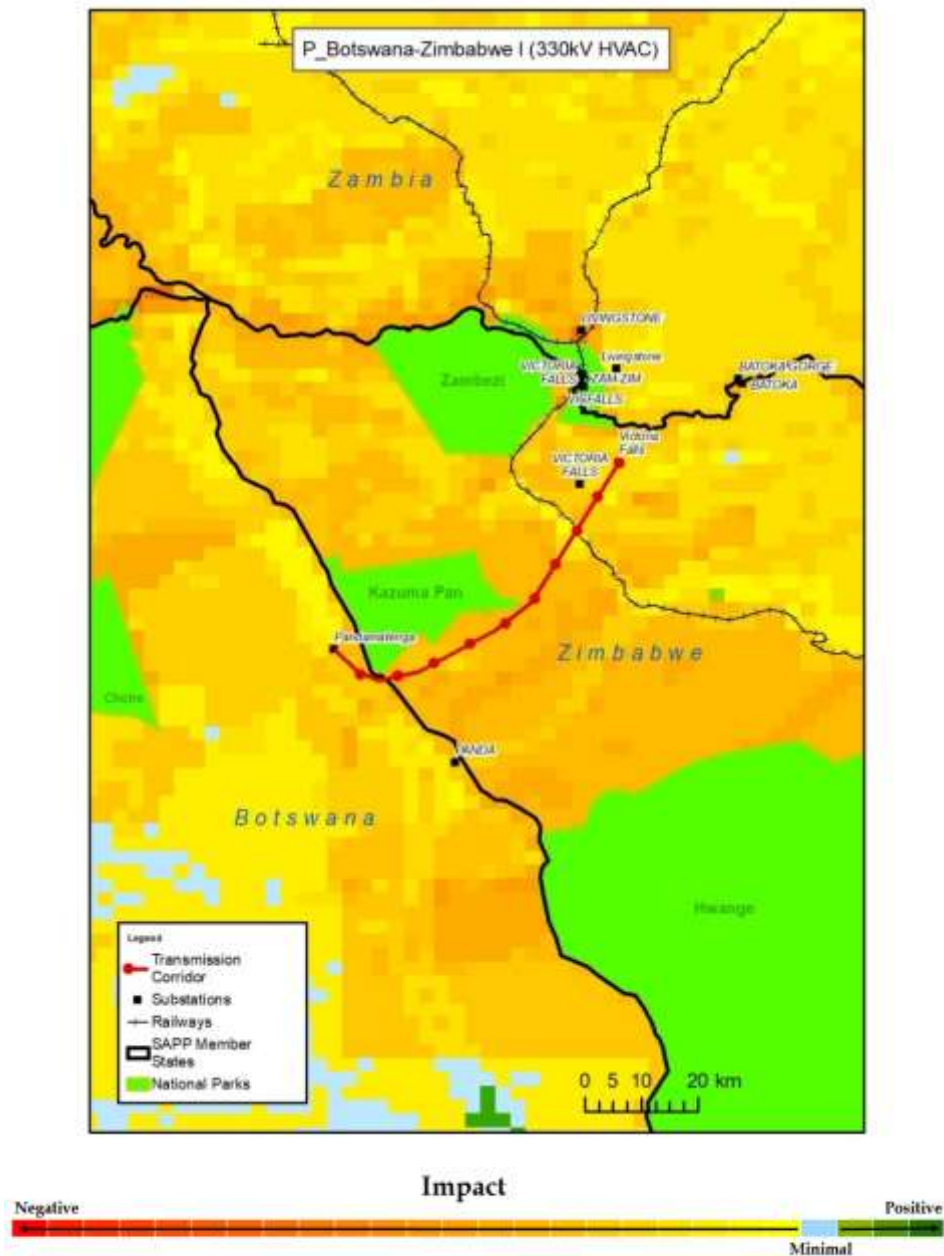 P_Botswana-Zimbabwe I (330kV HVAC)
Zambia
LIVINGSTONE
Livingstone
VICTORIA
FALLS
ZAM-ZIM
VICFALLS
BATOKA GORGE
BATOKA
Zambezi
Victoria
Falls
VICTORIA
FALLS
Kazuma Pan
Pandamatenga
Zimbabwe
Chobe
PANDA
Botswana
Hwange
Legend
Transmission
Corridor
Substations
Railways
SAPP Member
States
National Parks
0 5 10 20 km
Impact
Negative
Positive
Minimal